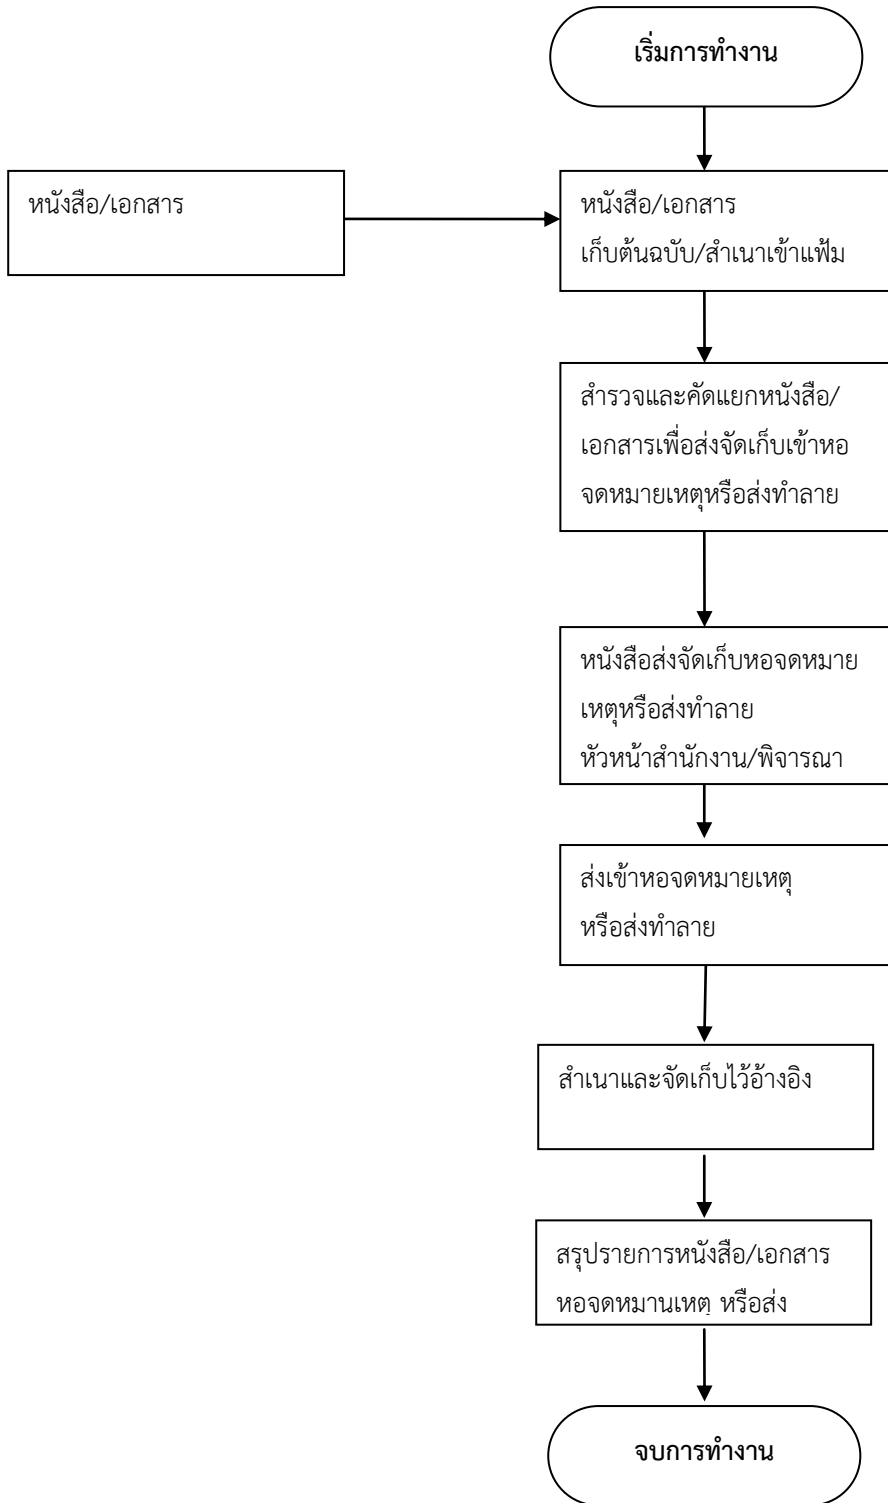 เริ่มการทำงาน
หนังสือ/เอกสาร
หนังสือ/เอกสาร
เก็บต้นฉบับ/สำเนาเข้าแฟ้ม
สำรวจและคัดแยกหนังสือ/
เอกสารเพื่อส่งจัดเก็บเข้าหอ
จดหมายเหตุหรือส่งทำลาย
หนังสือส่งจัดเก็บหอจดหมาย
เหตุหรือส่งทำลาย
หัวหน้าสำนักงาน/พิจารณา
ส่งเข้าหอจดหมายเหตุ
หรือส่งทำลาย
สำเนาและจัดเก็บไว้อ้างอิง
สรุปรายการหนังสือ/เอกสาร
หอจดหมานเหตุ หรือส่ง
จบการทำงาน